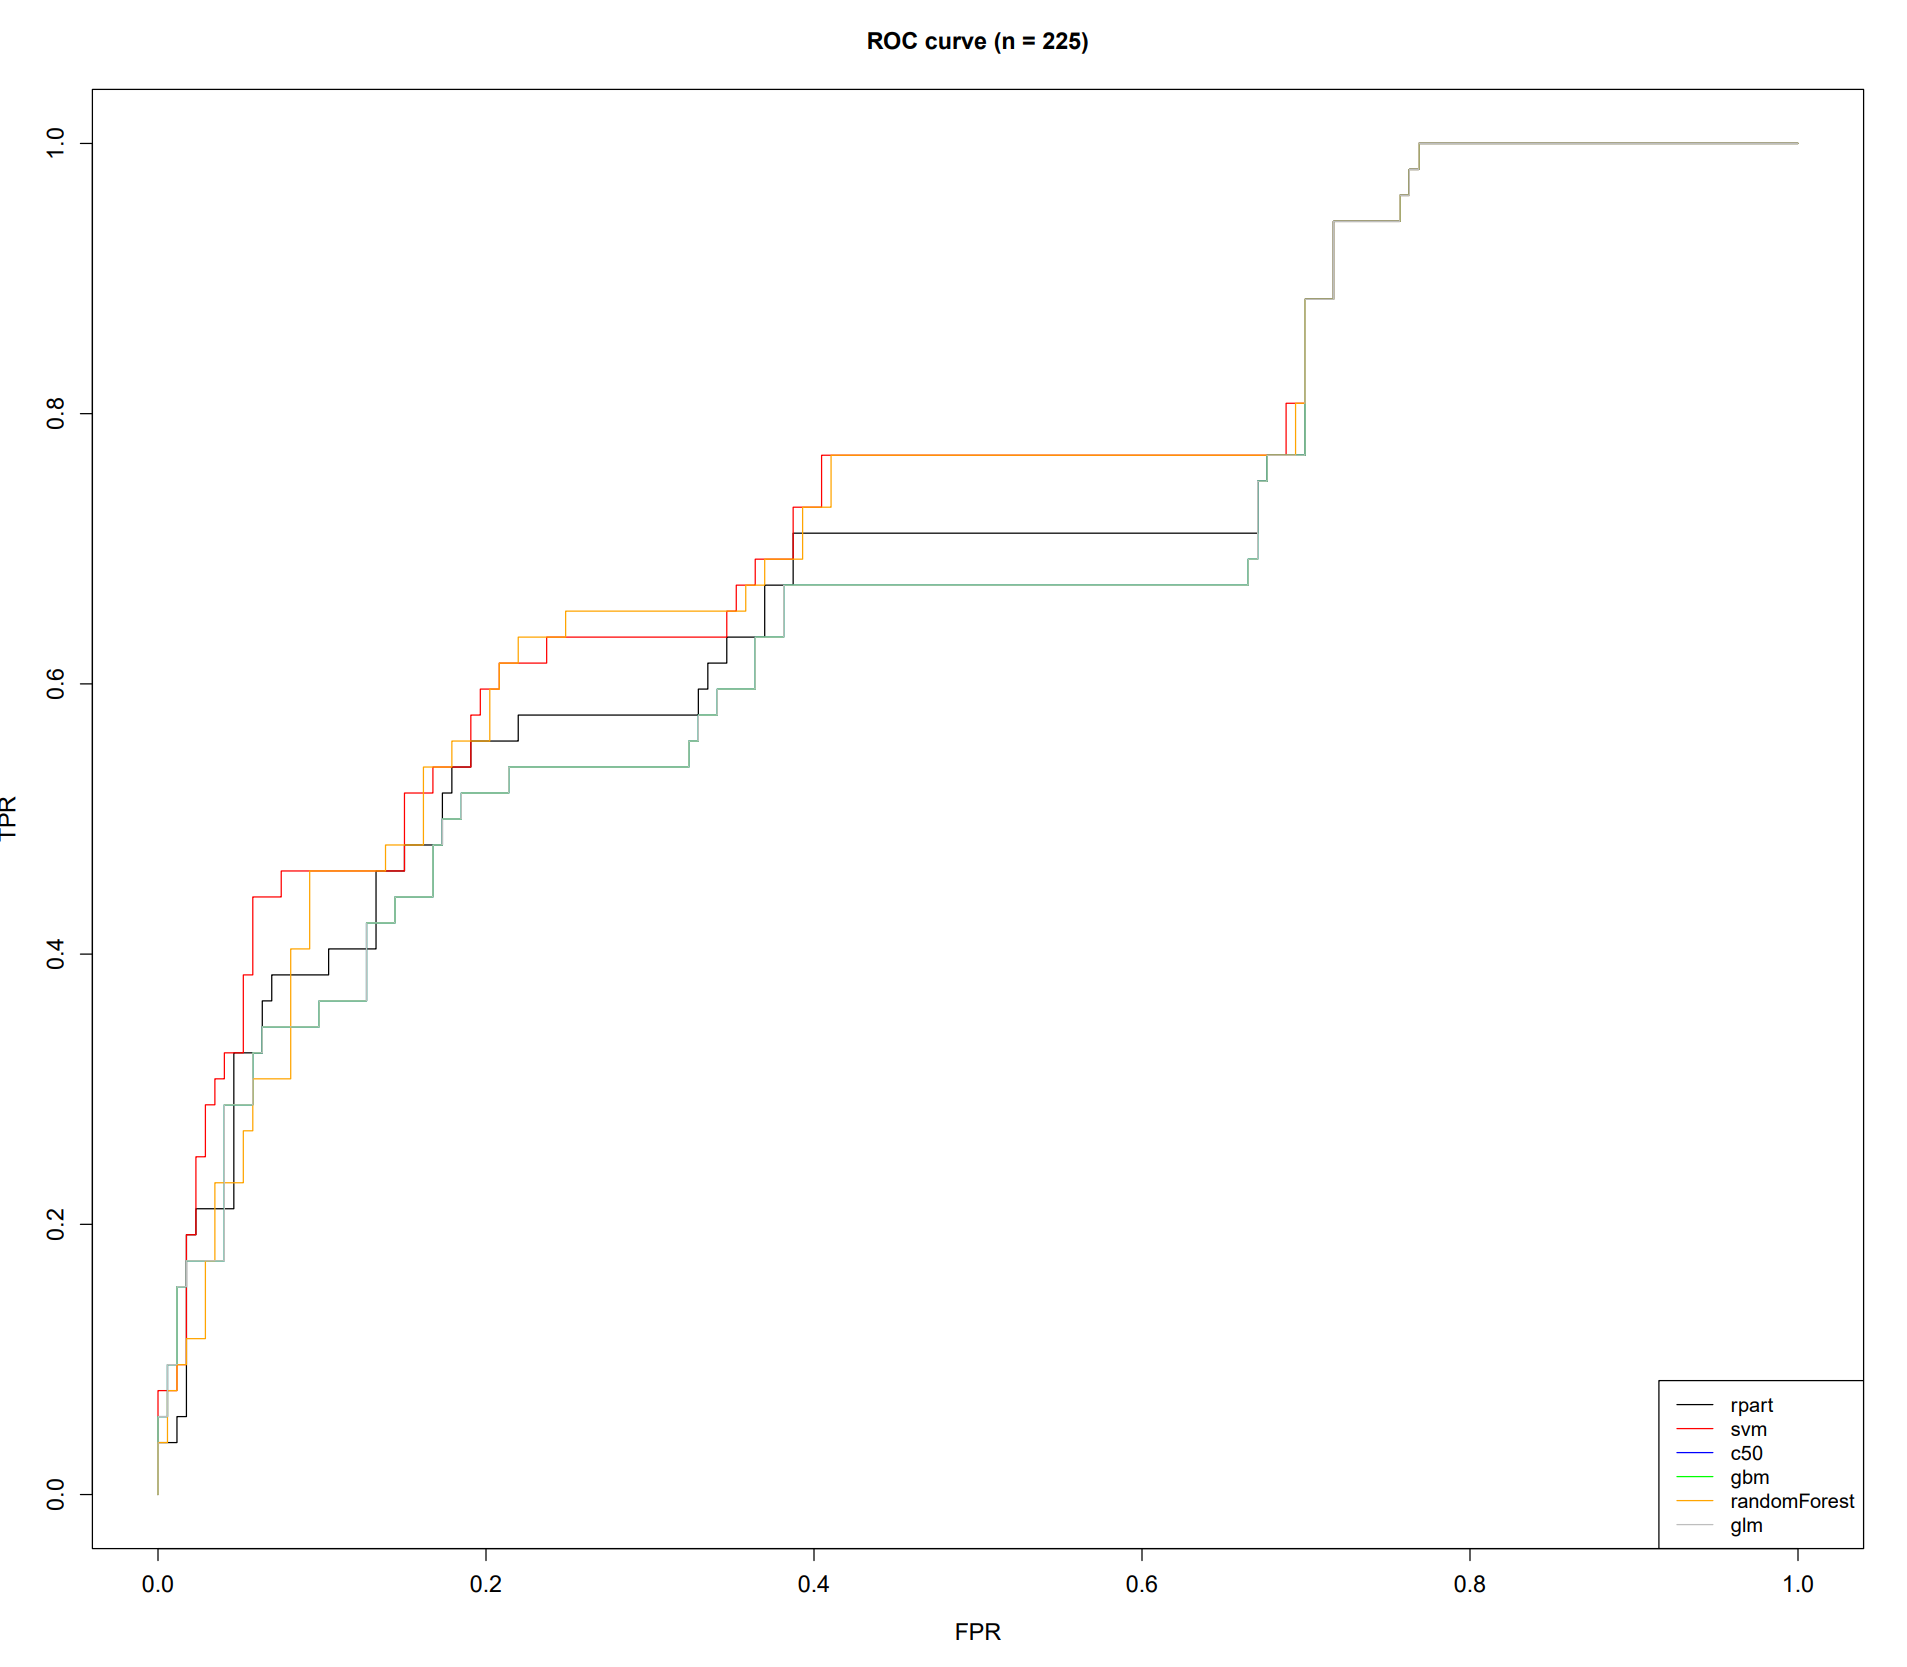 ROC curve (n = 225)
1.0
0.8
0.6
0.4
0.2
0.0
TPR
0.0 0.2 0.4 0.6 0.8 1.0
FPR
rpart
svm
c50
gbm
randomForest
glm